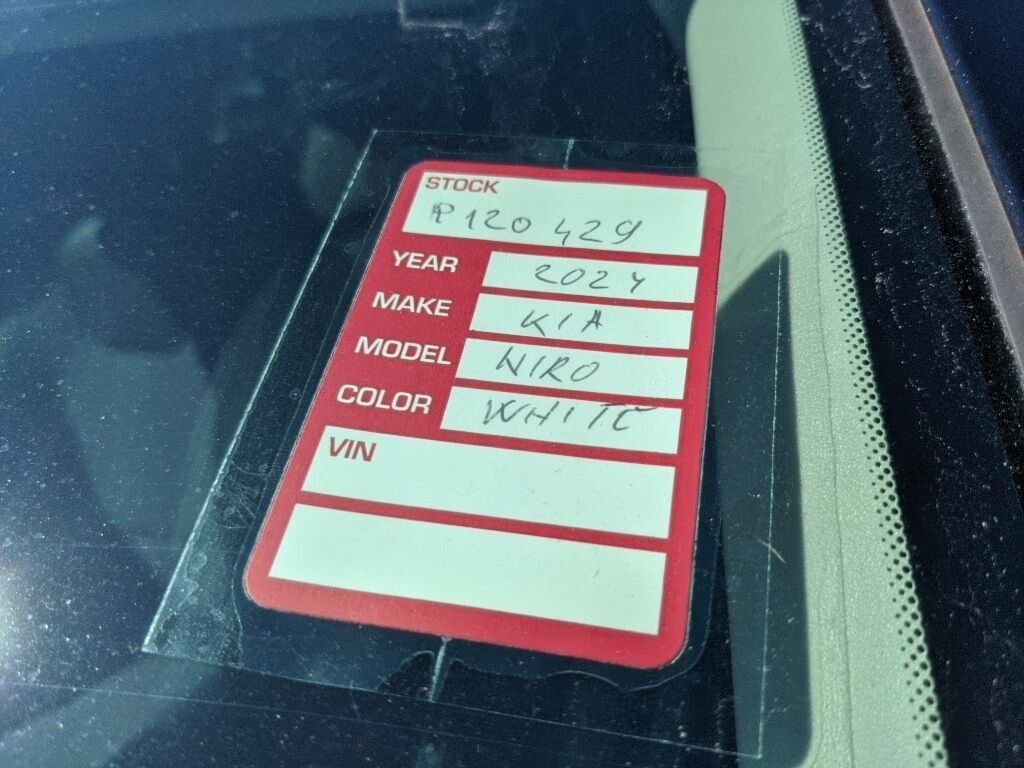 STOCK
P120429
YEAR 2024
MAKE KIA
MODEL NIRO
COLOR WHITE
VIN